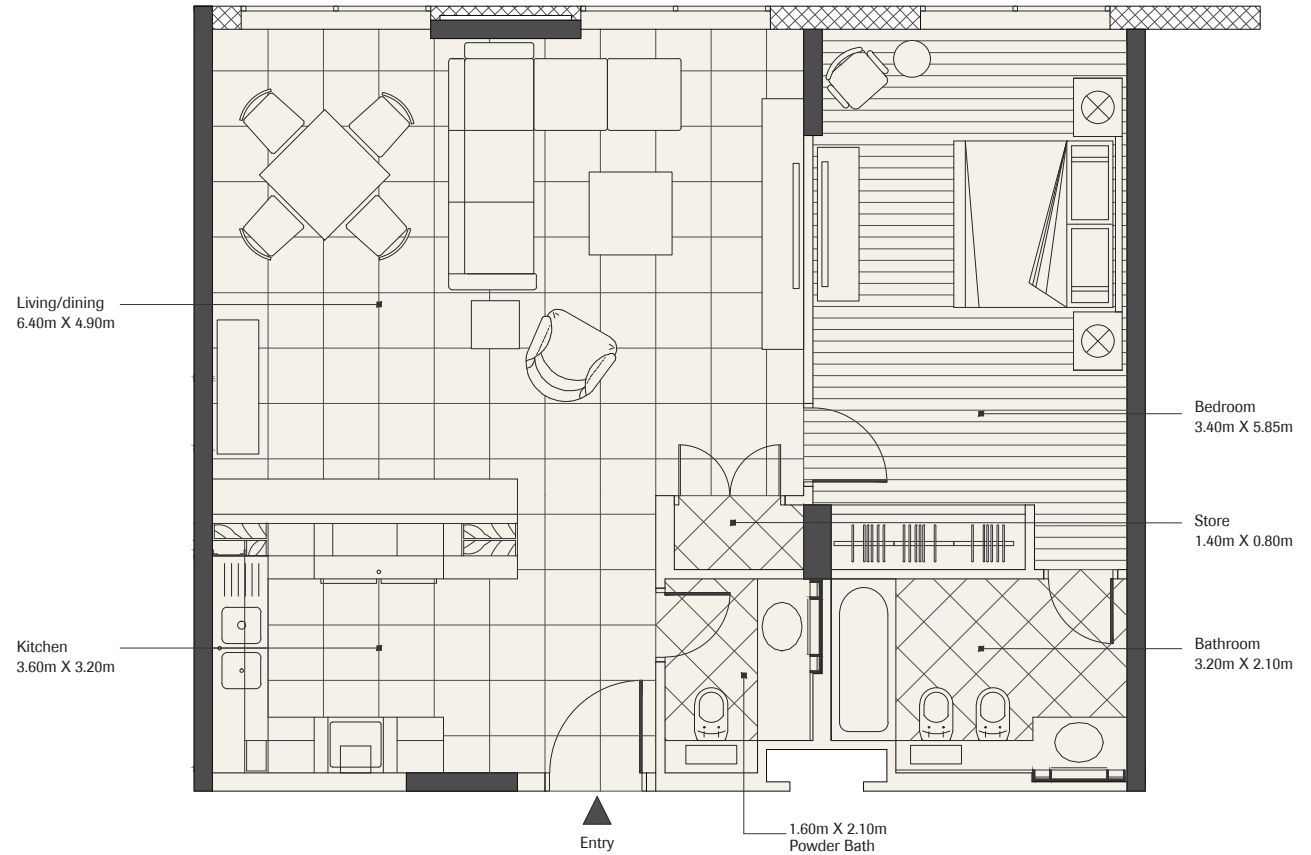 Living/dining
6.40m X 4.90m
Bedroom
3.40m X 5.85m
Store
1.40m X 0.80m
Kitchen
3.60m X 3.20m
Bathroom
3.20m X 2.10m
1.60m X 2.10m
Powder Bath
Entry